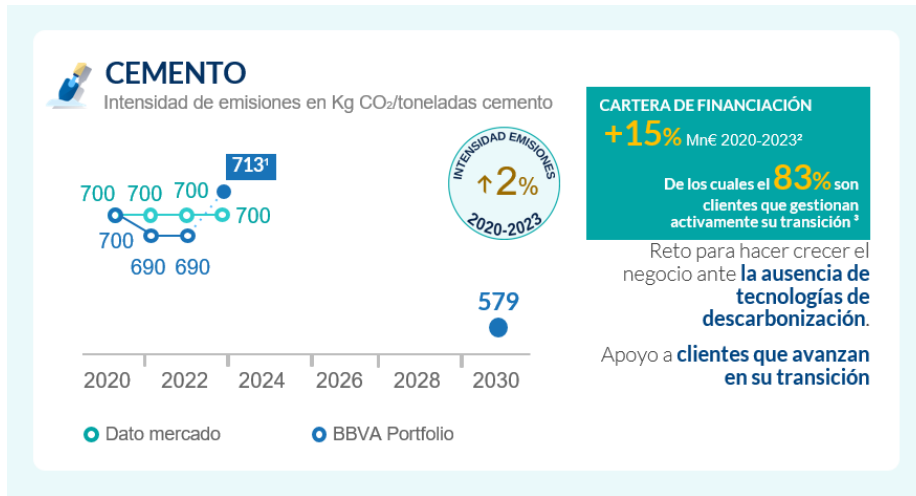 CEMENTO
Intensidad de emisiones en Kg CO₂/toneladas cemento
713¹
700 700 700
700
700
690 690
579
2020 2022 2024 2026 2028 2030
Dato mercado BBVA Portfolio
INTENSIDAD EMISIONES
↑2%
2020-2023
CARTERA DE FINANCIACIÓN
+15% Mn€ 2020-2023²
De los cuales el 83% son
clientes que gestionan
activamente su transición ³
Reto para hacer crecer el
negocio ante la ausencia de
tecnologías de
descarbonización.
Apoyo a clientes que avanzan
en su transición